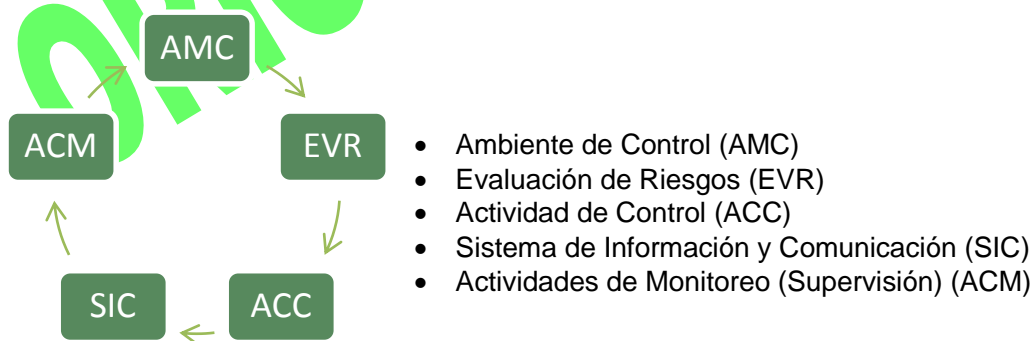 AMC
ACM
EVR
SIC
ACC
• Ambiente de Control (AMC)
• Evaluación de Riesgos (EVR)
• Actividad de Control (ACC)
• Sistema de Información y Comunicación (SIC)
• Actividades de Monitoreo (Supervisión) (ACM)